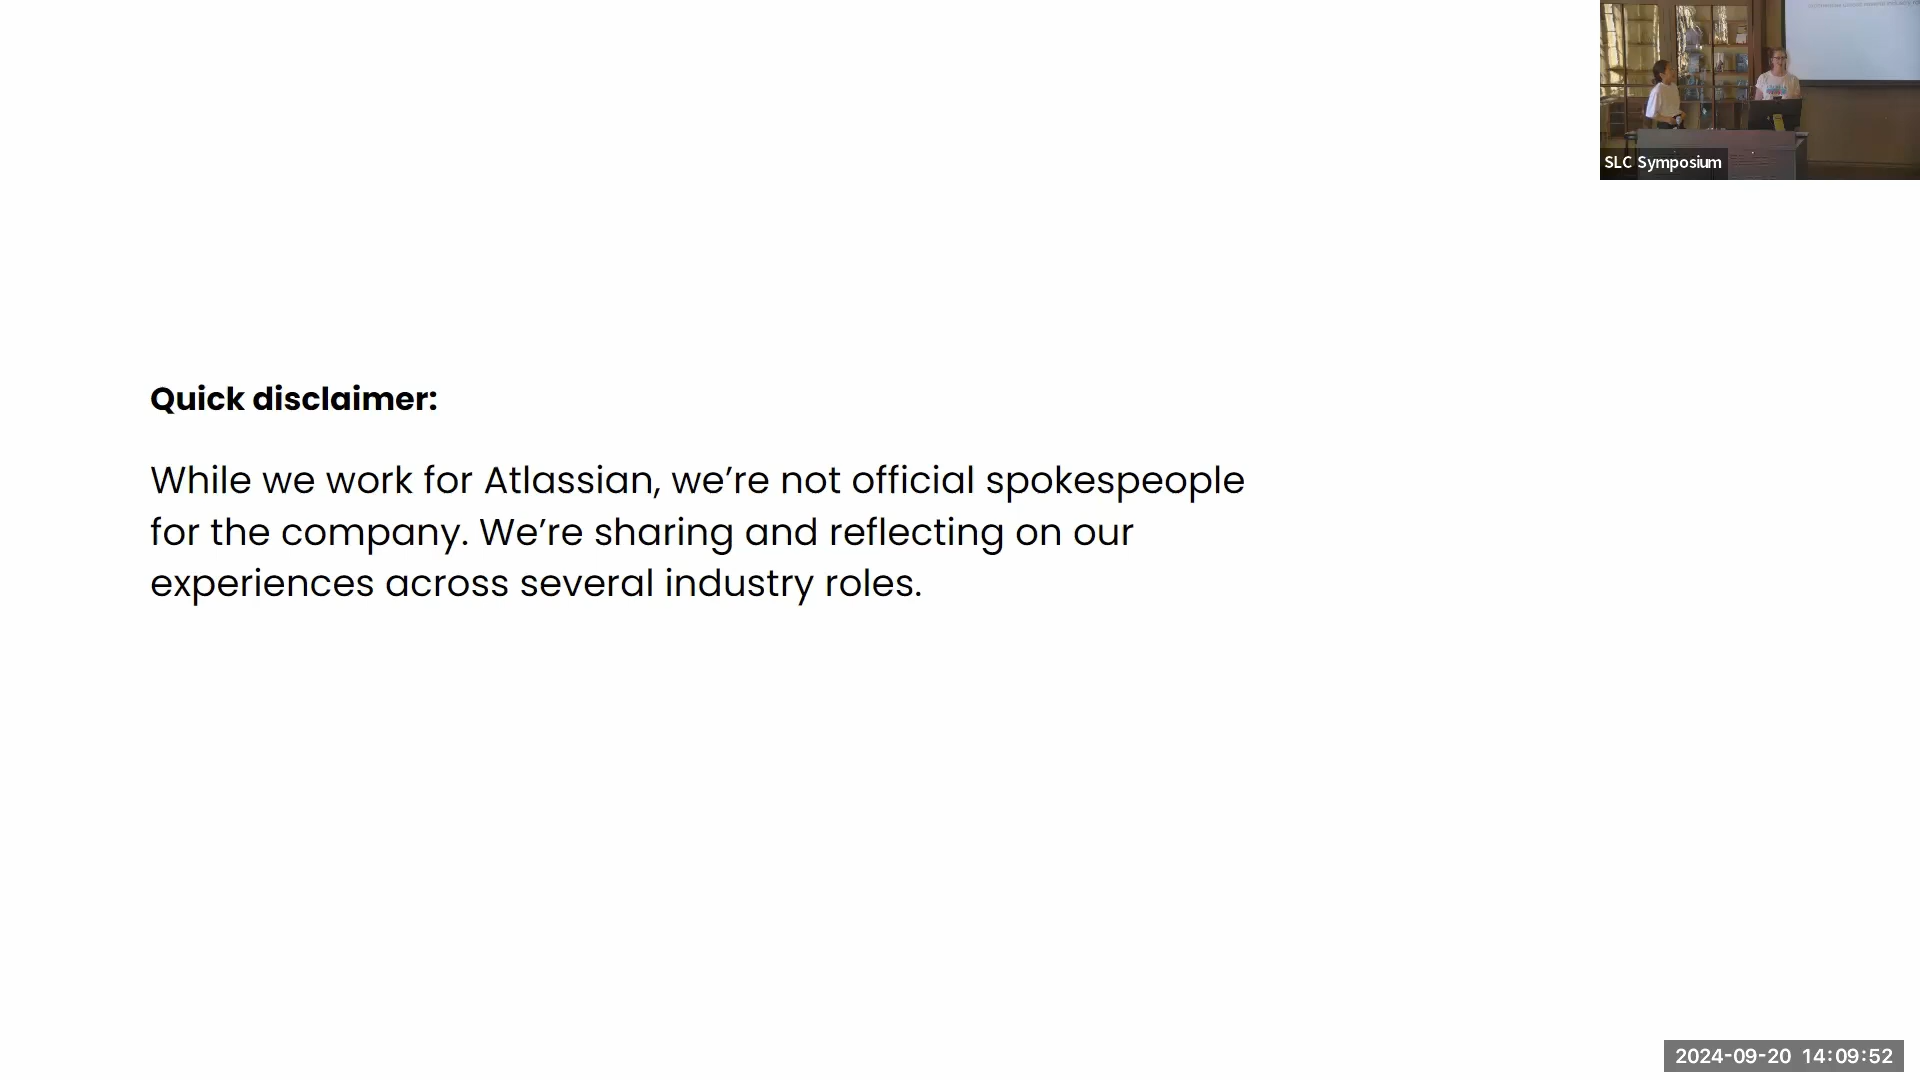 SLC Symposium
Quick disclaimer:
While we work for Atlassian, we’re not official spokespeople
for the company. We’re sharing and reflecting on our
experiences across several industry roles.
2024-09-20 14:09:52